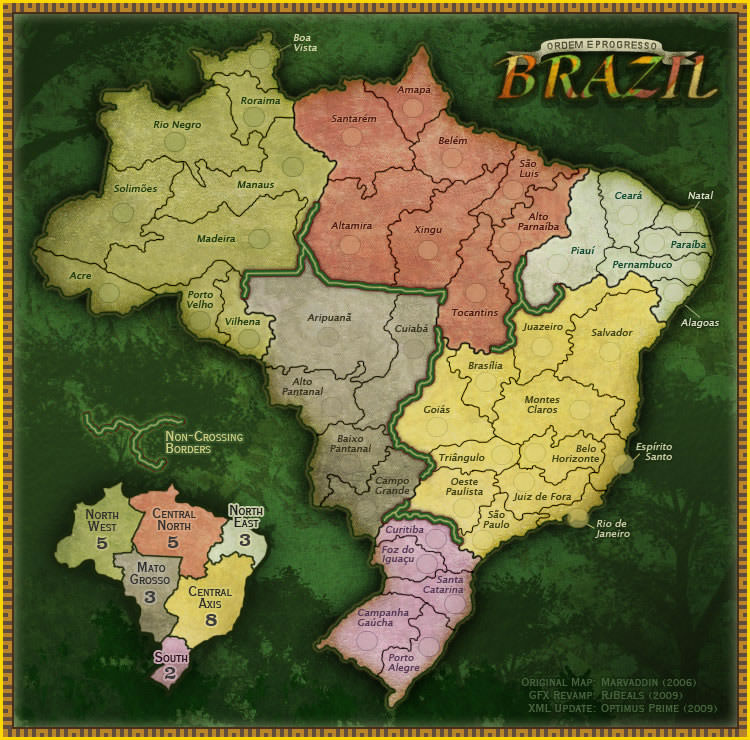 ORDEM E PROGRESSO
BRAZIL
Boa
Vista
Roraima
Rio Negro
Manaus
Solimões
Madeira
Acre
Porto
Velho
Vilhena
Amapá
Santarém
Belém
São
Luis
Altamira
Xingu
Alto
Parnaíba
Tocantins
Ceará
Natal
Piauí
Paraíba
Pernambuco
Alagoas
Aripuanã
Cuiabá
Alto
Pantanal
Baixo
Pantanal
Campo
Grande
Juazeiro
Salvador
Brasília
Goiás
Montes
Claros
Triângulo
Belo
Horizonte
Espírito
Santo
Oeste
Paulista
Juiz de Fora
São
Paulo
Rio de
Janeiro
Curitiba
Foz do
Iguaçu
Santa
Catarina
Campanha
Gaúcha
Porto
Alegre
Non-Crossing
Borders
North
West
5
Central
North
5
North
East
3
Mato
Grosso
3
Central
Axis
8
South
2
Original Map: Marvaddin (2006)
GFX Revamp: RjBeals (2009)
XML Update: Optimus Prime (2009)